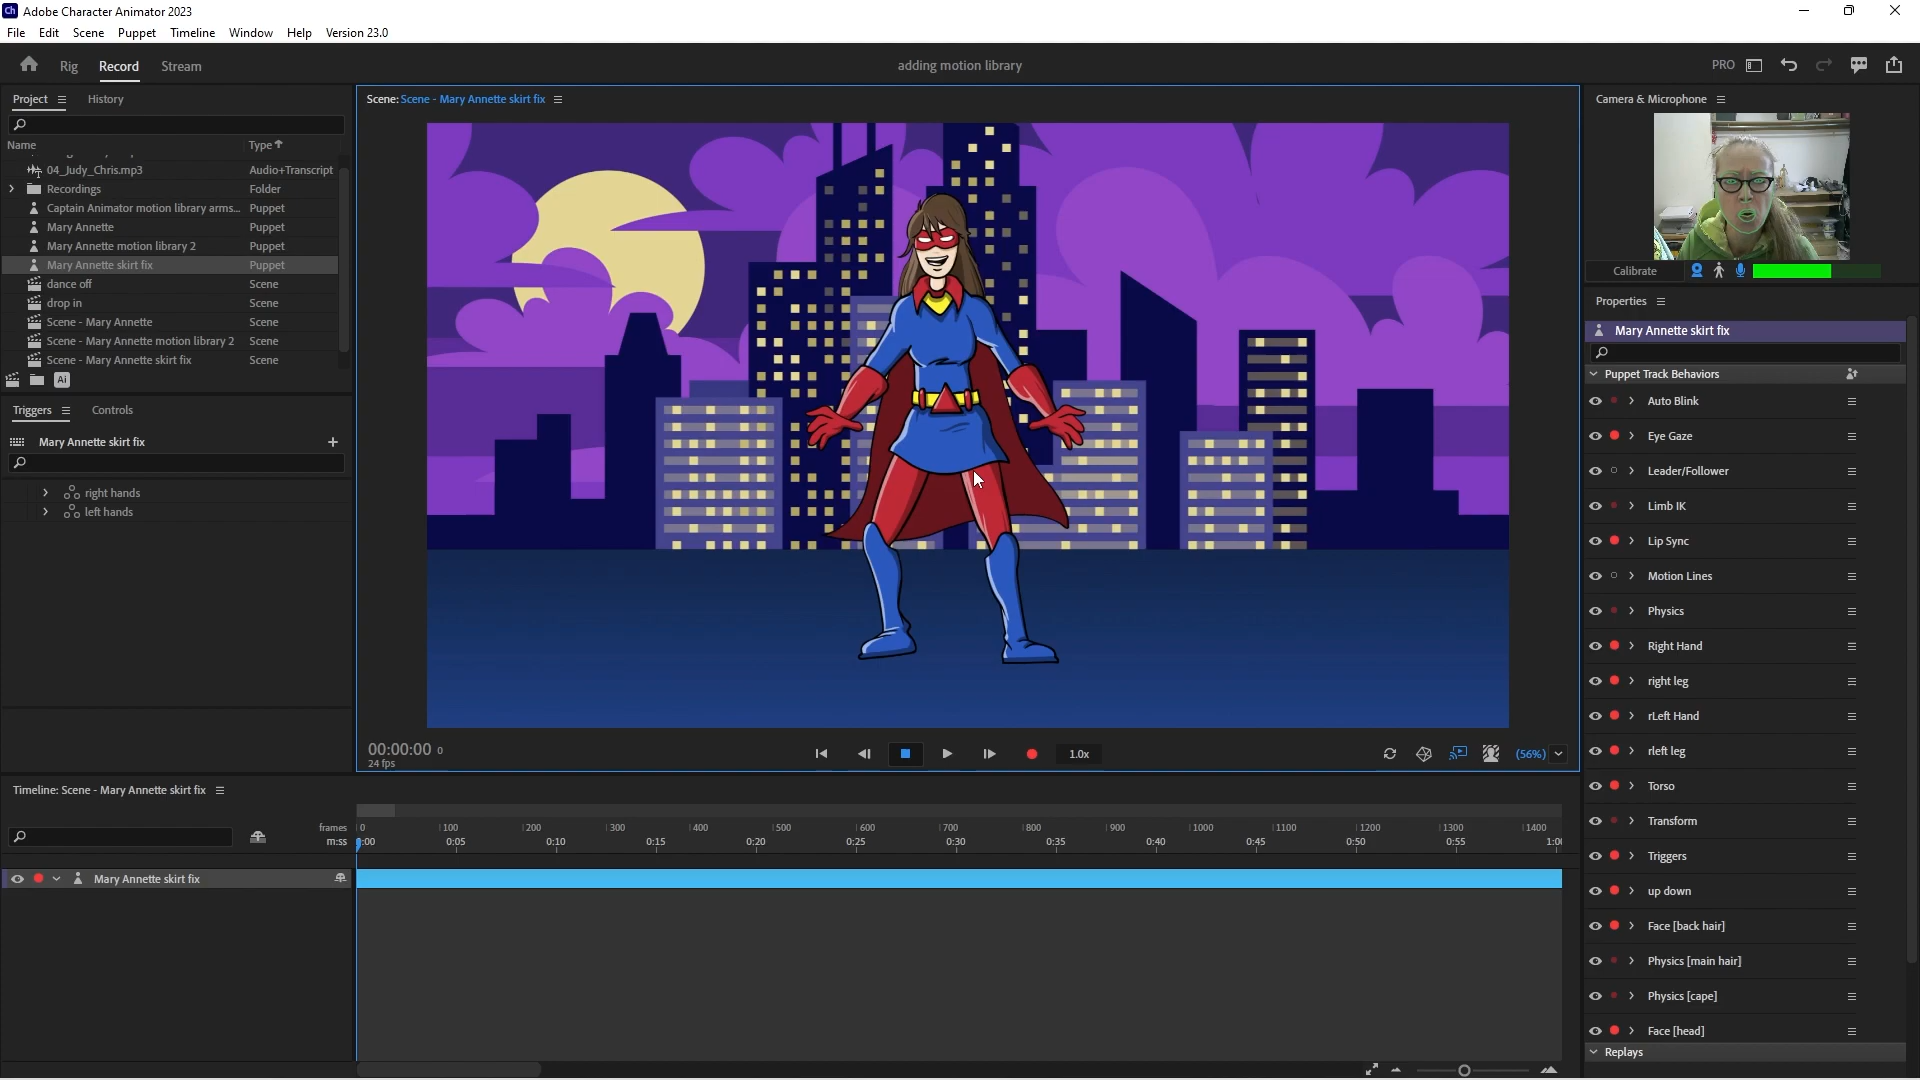 Ch Adobe Character Animator 2023
File Edit Scene Puppet Timeline Window Help Version 23.0
Rig Record Stream adding motion library PRO
Project History
Name Type
04_Judy_Chris.mp3 Audio+Transcript
Recordings Folder
Captain Animator motion library arms... Puppet
Mary Annette Puppet
Mary Annette motion library 2 Puppet
Mary Annette skirt fix Puppet
dance off Scene
drop in Scene
Scene - Mary Annette Scene
Scene - Mary Annette motion library 2 Scene
Scene - Mary Annette skirt fix Scene
Ai
Triggers Controls
Mary Annette skirt fix
right hands
left hands
Scene: Scene - Mary Annette skirt fix
00:00:00 0
24 fps
1.0x
(56%)
Camera & Microphone
Calibrate
Properties
Mary Annette skirt fix
Puppet Track Behaviors
Auto Blink
Eye Gaze
Leader/Follower
Limb IK
Lip Sync
Motion Lines
Physics
Right Hand
right leg
rLeft Hand
rleft leg
Torso
Transform
Triggers
up down
Face [back hair]
Physics [main hair]
Physics [cape]
Face [head]
Replays
Timeline: Scene - Mary Annette skirt fix
frames 0 100 200 300 400 500 600 700 800 900 1000 1100 1200 1300 1400
m:ss 0:00 0:05 0:10 0:15 0:20 0:25 0:30 0:35 0:40 0:45 0:50 0:55
Mary Annette skirt fix